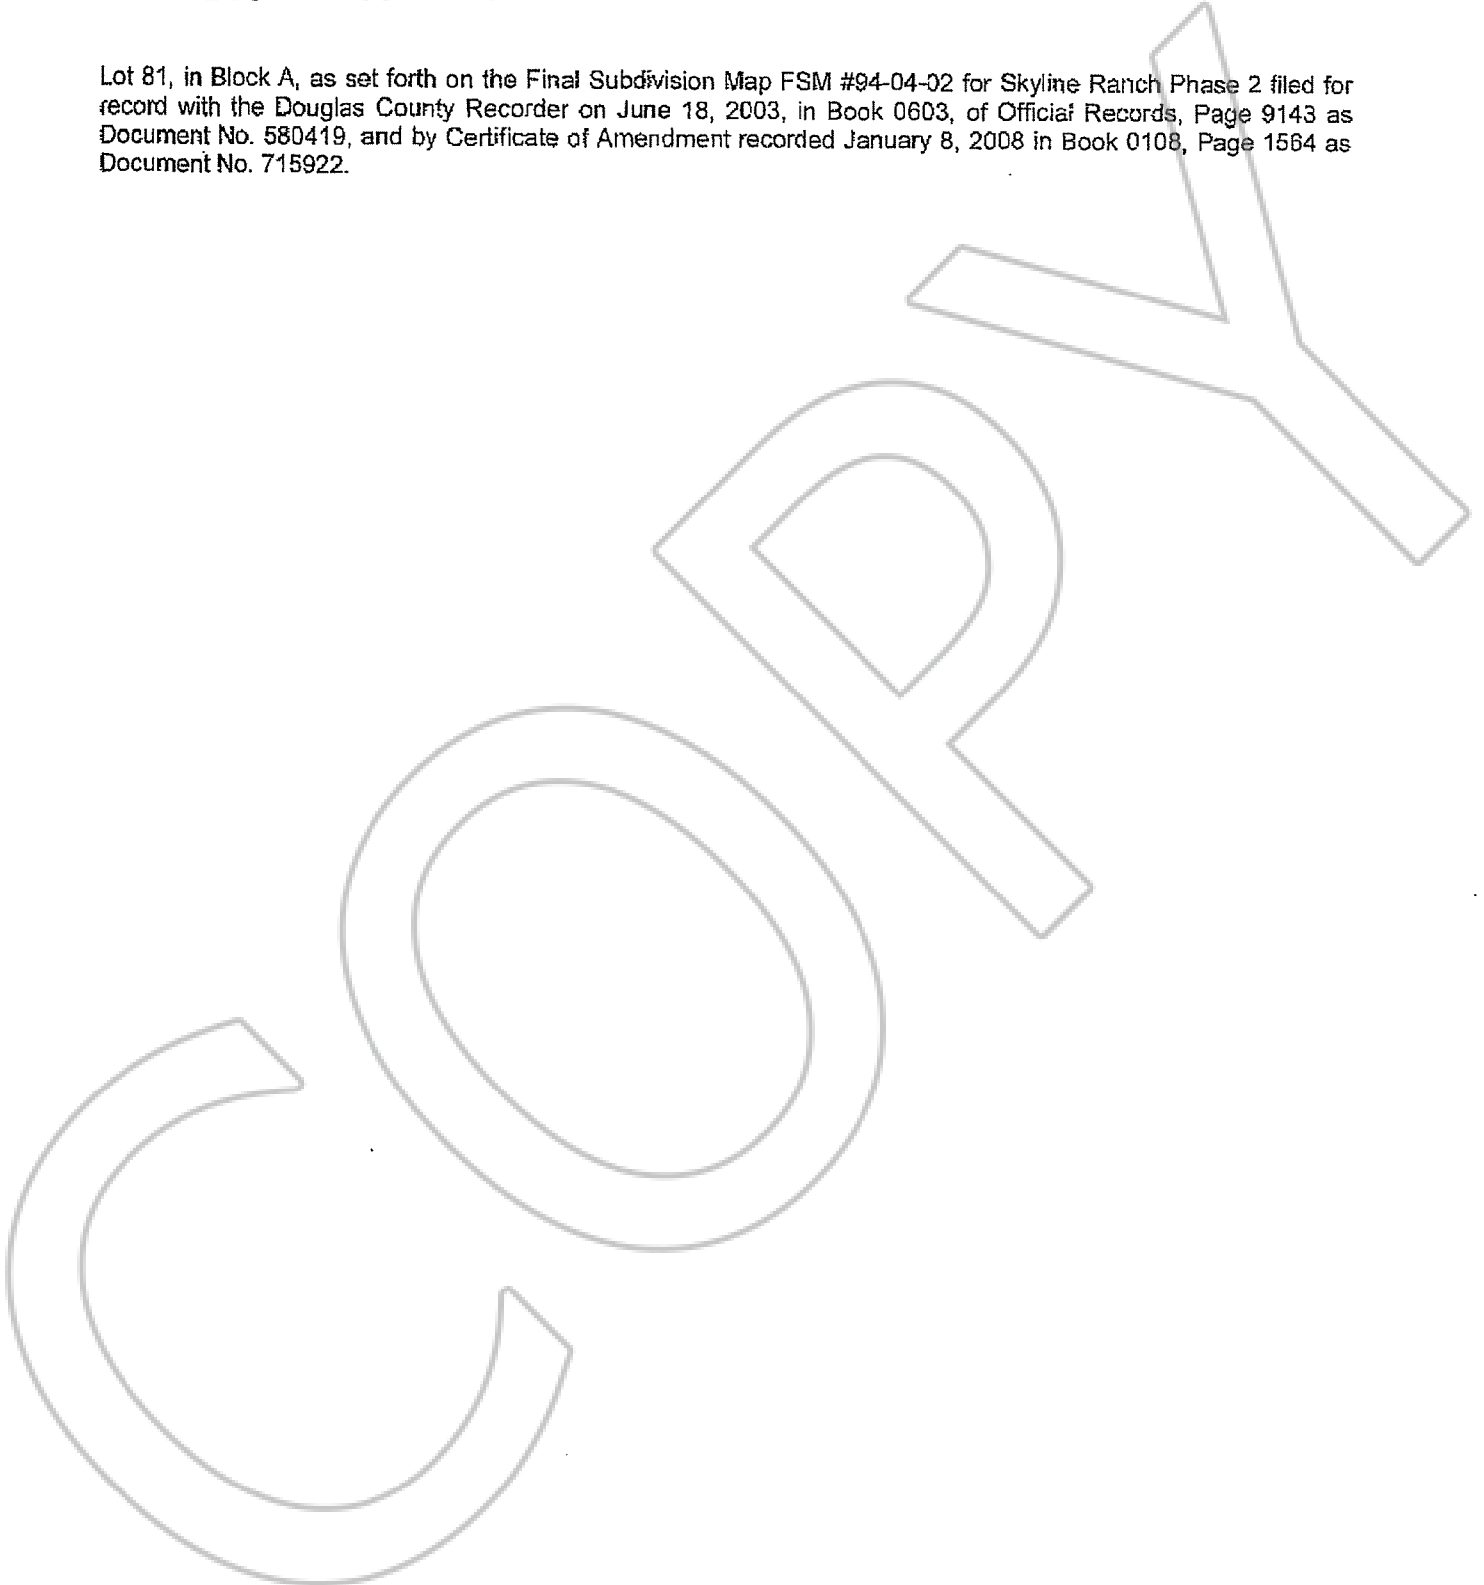 Lot 81, in Block A, as set forth on the Final Subdivision Map FSM #94-04-02 for Skyline Ranch Phase 2 filed for
record with the Douglas County Recorder on June 18, 2003, in Book 0603, of Official Records, Page 9143 as
Document No. 580419, and by Certificate of Amendment recorded January 8, 2008 in Book 0108, Page 1564 as
Document No. 715922.
COPY